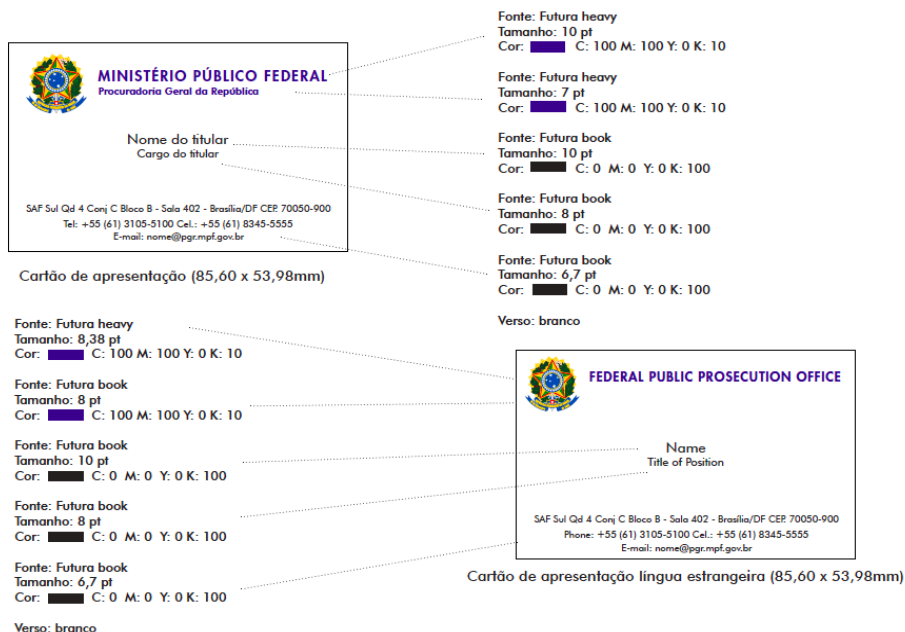 MINISTÉRIO PÚBLICO FEDERAL
Procuradoria Geral da República
Nome do titular
Cargo do titular
SAF Sul Qd 4 Conj C Bloco B - Sala 402 - Brasília/DF CEP. 70050-900
Tel: +55 (61) 3105-5100 Cel.: +55 (61) 8345-5555
E-mail: nome@pgr.mpf.gov.br
Cartão de apresentação (85,60 x 53,98mm)
Fonte: Futura heavy
Tamanho: 10 pt
Cor: C: 100 M: 100 Y: 0 K: 10
Fonte: Futura heavy
Tamanho: 7 pt
Cor: C: 100 M: 100 Y: 0 K: 10
Fonte: Futura book
Tamanho: 10 pt
Cor: C: 0 M: 0 Y: 0 K: 100
Fonte: Futura book
Tamanho: 8 pt
Cor: C: 0 M: 0 Y: 0 K: 100
Fonte: Futura book
Tamanho: 6,7 pt
Cor: C: 0 M: 0 Y: 0 K: 100
Verso: branco
Fonte: Futura heavy
Tamanho: 8,38 pt
Cor: C: 100 M: 100 Y: 0 K: 10
Fonte: Futura book
Tamanho: 8 pt
Cor: C: 100 M: 100 Y: 0 K: 10
Fonte: Futura book
Tamanho: 10 pt
Cor: C: 0 M: 0 Y: 0 K: 100
Fonte: Futura book
Tamanho: 8 pt
Cor: C: 0 M: 0 Y: 0 K: 100
Fonte: Futura book
Tamanho: 6,7 pt
Cor: C: 0 M: 0 Y: 0 K: 100
Verso: branco
FEDERAL PUBLIC PROSECUTION OFFICE
Name
Title of Position
SAF Sul Qd 4 Conj C Bloco B - Sala 402 - Brasília/DF CEP. 70050-900
Phone: +55 (61) 3105-5100 Cel.: +55 (61) 8345-5555
E-mail: nome@pgr.mpf.gov.br
Cartão de apresentação língua estrangeira (85,60 x 53,98mm)